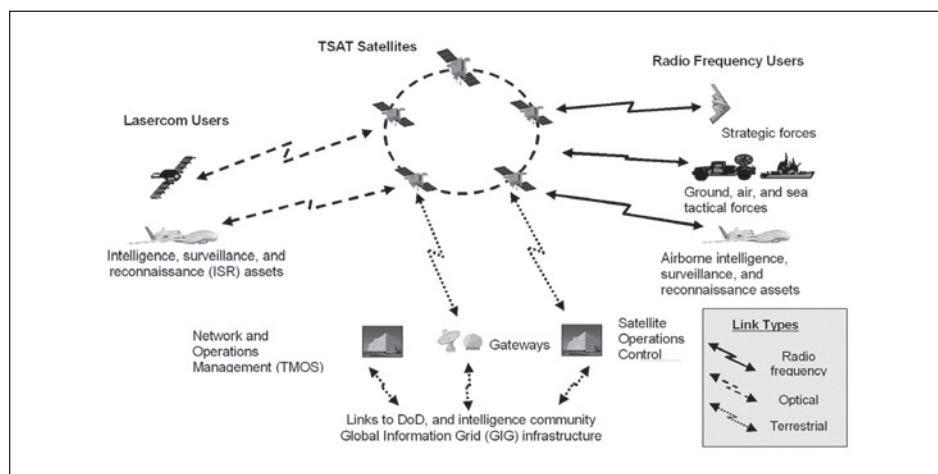 TSAT Satellites
Radio Frequency Users
Lasercom Users
Strategic forces
Ground, air, and sea
tactical forces
Intelligence, surveillance, and
reconnaissance (ISR) assets
Airborne intelligence,
surveillance, and
reconnaissance assets
Network and
Operations
Management (TMOS)
Gateways
Satellite
Operations
Control
Links to DoD, and intelligence community
Global Information Grid (GIG) infrastructure
Link Types
Radio
frequency
Optical
Terrestrial